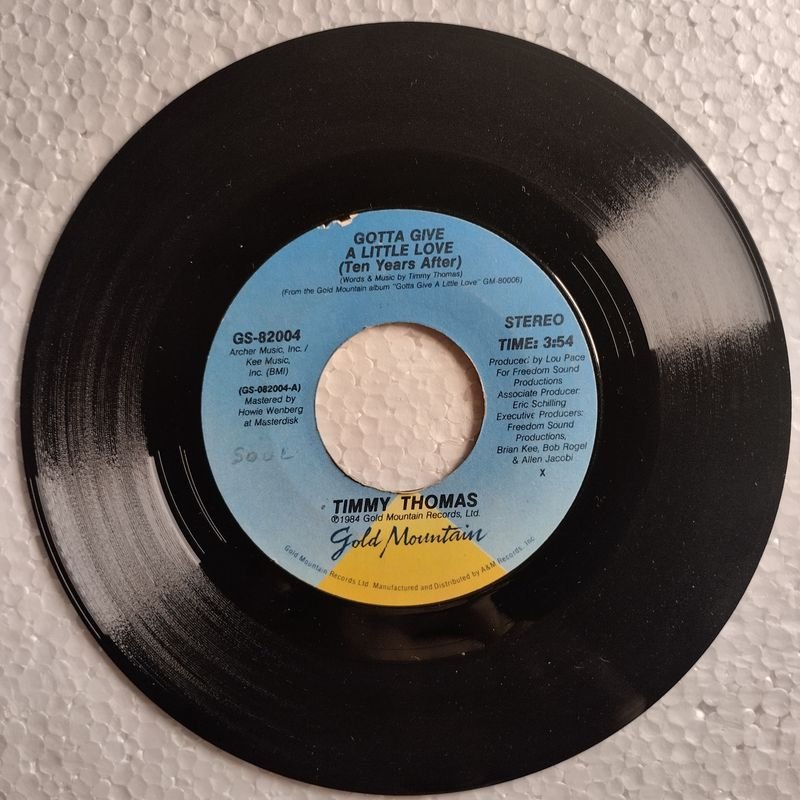 GOTTA GIVE
A LITTLE LOVE
(Ten Years After)
(Words & Music by Timmy Thomas)
(From the Gold Mountain album "Gotta Give A Little Love" GM-80006)
GS-82004
Archer Music, Inc./
Kee Music,
Inc. (BMI)
(GS-082004-A)
Mastered by
Howie Wenberg
at Masterdisk
SOUL
STEREO
TIME: 3:54
Produced by Lou Pace
For Freedom Sound
Productions
Associate Producer:
Eric Schilling
Executive Producers:
Freedom Sound
Productions,
Brian Kee, Bob Rogel
& Allen Jacobi
X
TIMMY THOMAS
℗1984 Gold Mountain Records, Ltd.
Gold Mountain
Gold Mountain Records Ltd. Manufactured and Distributed by A&M Records, Inc